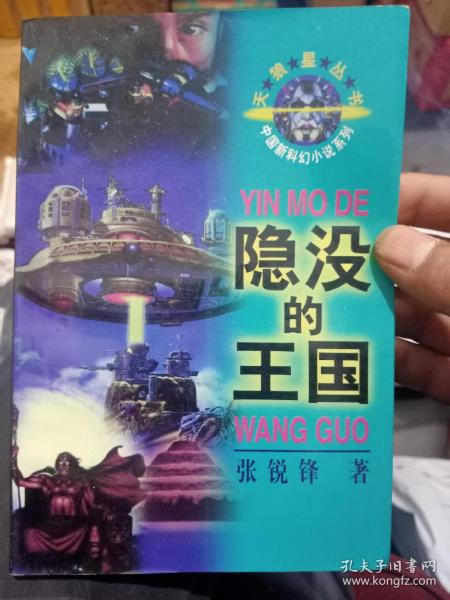 天★狼★星★丛★书
中国新科幻小说系列
YIN MO DE
隐没
的
王国
WANG GUO
张锐锋 著
孔夫子旧书网
www.kongfz.com